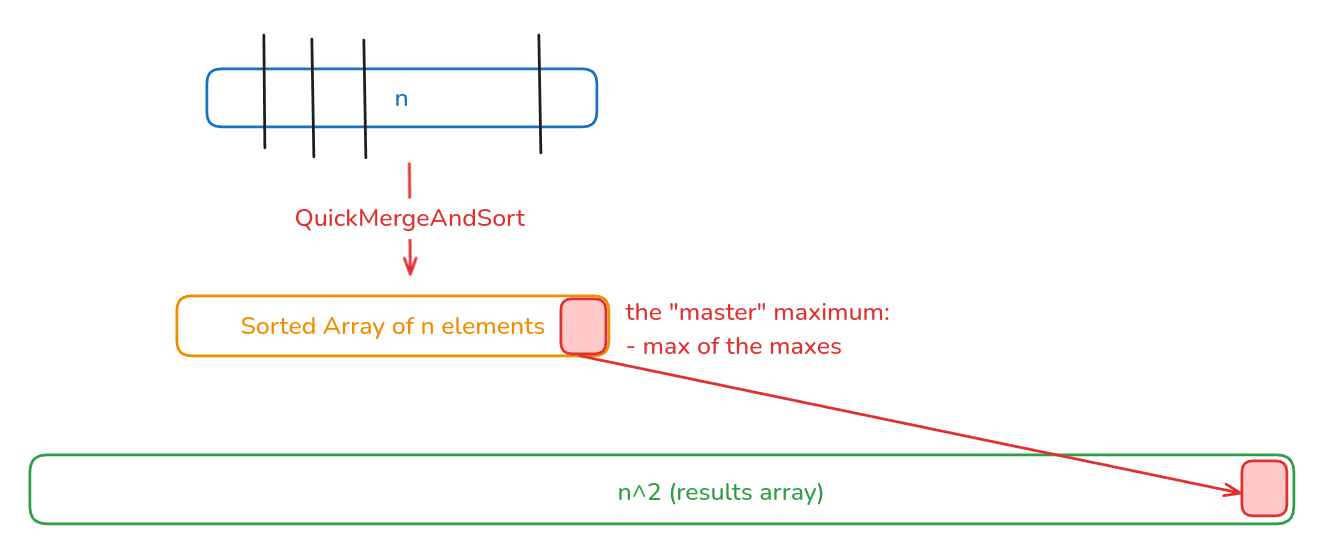 n
QuickMergeAndSort
Sorted Array of n elements
the "master" maximum:
- max of the maxes
n^2 (results array)